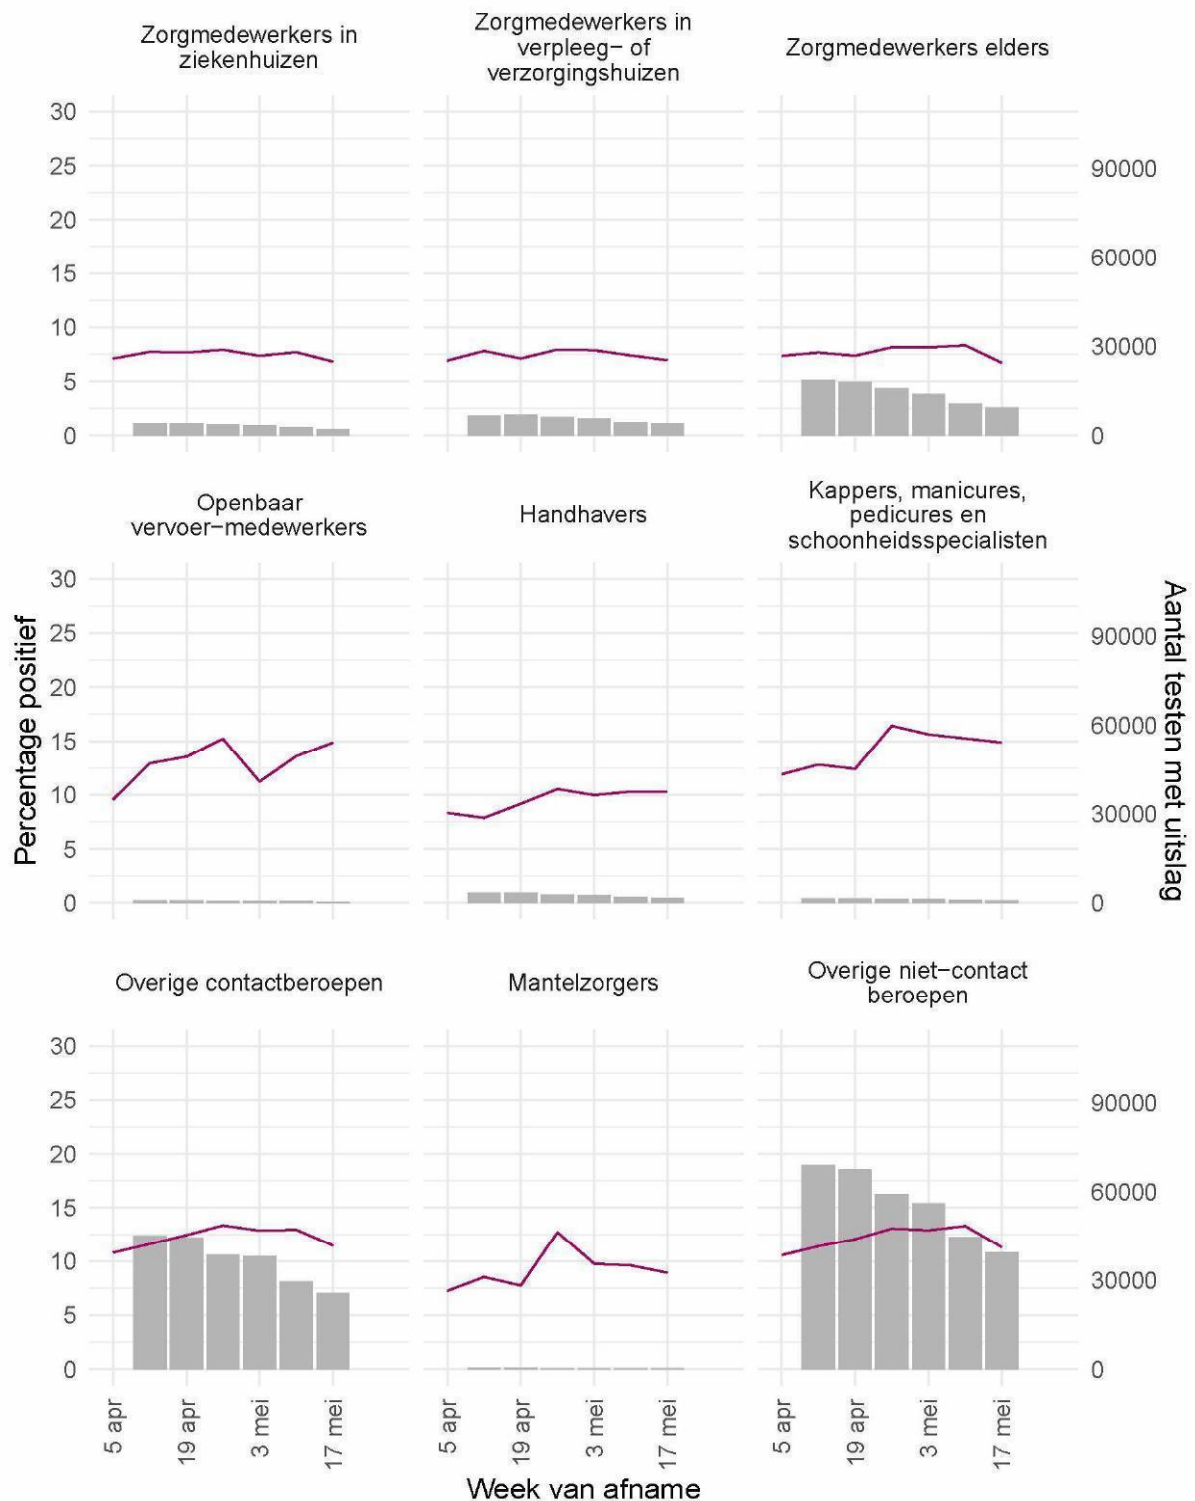 Zorgmedewerkers in
ziekenhuizen
Zorgmedewerkers in
verpleeg− of
verzorgingshuizen
Zorgmedewerkers elders
30
25
20
15
10
5
0
90000
60000
30000
0
Openbaar
vervoer−medewerkers
Handhavers
Kappers, manicures,
pedicures en
schoonheidsspecialisten
Percentage positief
30
25
20
15
10
5
0
90000
60000
30000
0
Aantal testen met uitslag
Overige contactberoepen
Mantelzorgers
Overige niet−contact
beroepen
30
25
20
15
10
5
0
90000
60000
30000
0
5 apr
19 apr
3 mei
17 mei
5 apr
19 apr
3 mei
17 mei
5 apr
19 apr
3 mei
17 mei
Week van afname